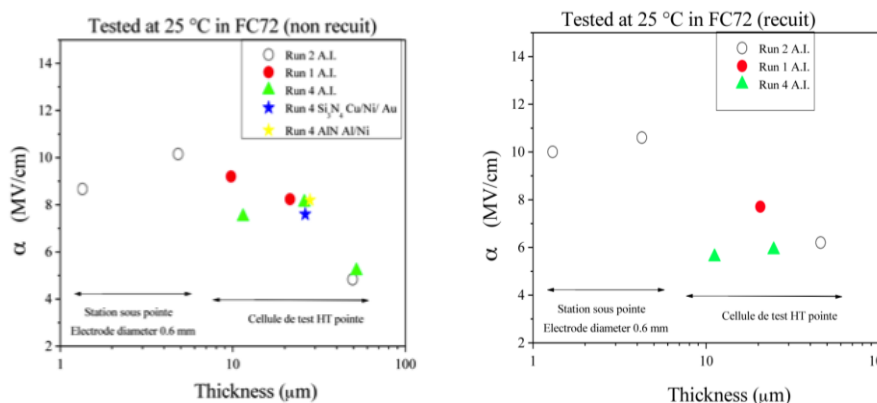 Tested at 25 °C in FC72 (non recuit)
14
12
10
8
6
4
2
α (MV/cm)
Run 2 A.I.
Run 1 A.I.
Run 4 A.I.
Run 4 Si3N4 Cu/Ni/ Au
Run 4 AlN Al/Ni
Station sous pointe
Electrode diameter 0.6 mm
Cellule de test HT pointe
1 10 100
Thickness (µm)
Tested at 25 °C in FC72 (recuit)
14
12
10
8
6
4
2
α (MV/cm)
Run 2 A.I.
Run 1 A.I.
Run 4 A.I.
Station sous pointe
Electrode diameter 0.6 mm
Cellule de test HT pointe
1 10
Thickness (µm)